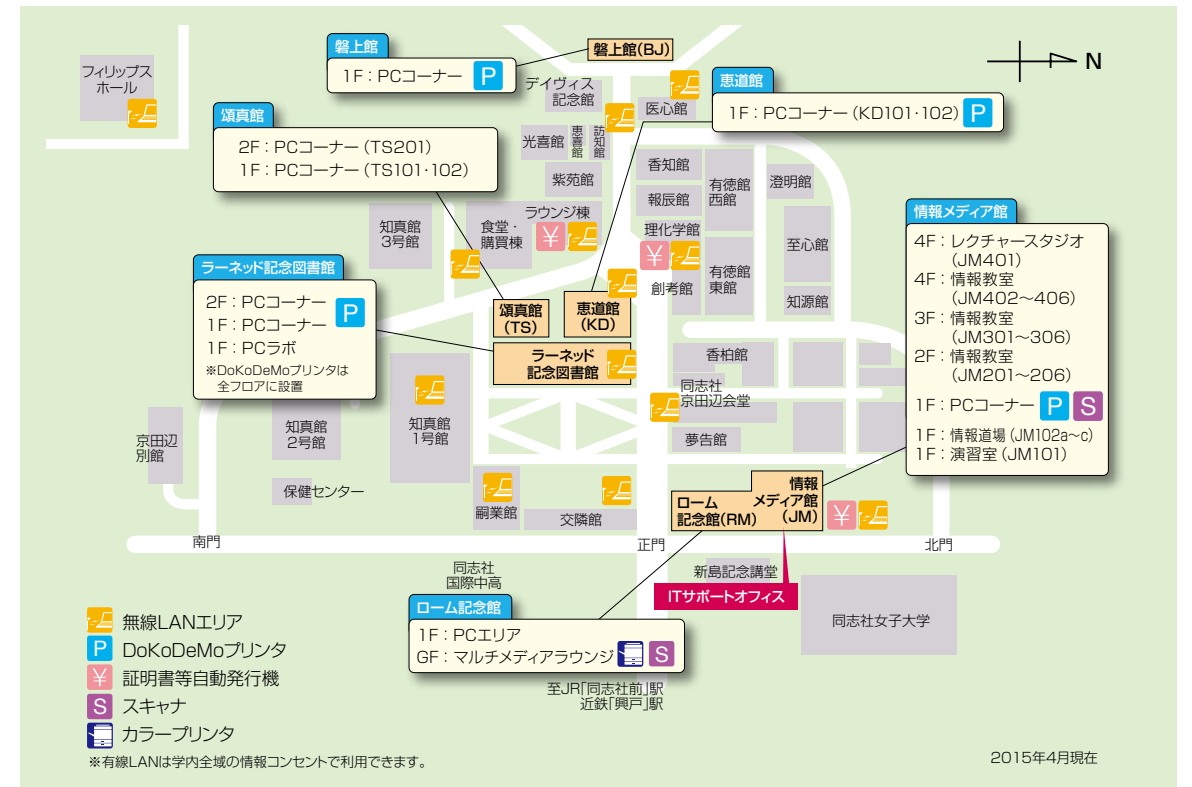 フィリップス
ホール
磐上館
1F：PCコーナー P
磐上館(BJ)
デイヴィス
記念館
医心館
恵道館
1F：PCコーナー(KD101・102) P
N
頌真館
2F：PCコーナー(TS201)
1F：PCコーナー(TS101・102)
光喜館
恵喜館
訪知館
紫苑館
香知館
報辰館
有徳館
西館
澄明館
知真館
3号館
食堂・
購買棟
ラウンジ棟
¥
理化学館
¥
創考館
有徳館
東館
至心館
知源館
情報メディア館
4F：レクチャースタジオ
(JM401)
4F：情報教室
(JM402～406)
3F：情報教室
(JM301～306)
2F：情報教室
(JM201～206)
1F：PCコーナー P S
1F：情報道場(JM102a～c)
1F：演習室(JM101)
ラーネッド記念図書館
2F：PCコーナー
1F：PCコーナー
P
1F：PCラボ
※DoKoDeMoプリンタは
全フロアに設置
頌真館
(TS)
恵道館
(KD)
ラーネッド
記念図書館
香柏館
同志社
京田辺会堂
夢告館
京田辺
別館
知真館
2号館
知真館
1号館
保健センター
嗣業館
交隣館
ローム
記念館(RM)
情報
メディア館
(JM)
¥
南門
正門
北門
同志社
国際中高
新島記念講堂
ITサポートオフィス
同志社女子大学
ローム記念館
1F：PCエリア
GF：マルチメディアラウンジ S
至JR「同志社前」駅
近鉄「興戸」駅
無線LANエリア
P DoKoDeMoプリンタ
¥ 証明書等自動発行機
S スキャナ
カラープリンタ
※有線LANは学内全域の情報コンセントで利用できます。
2015年4月現在